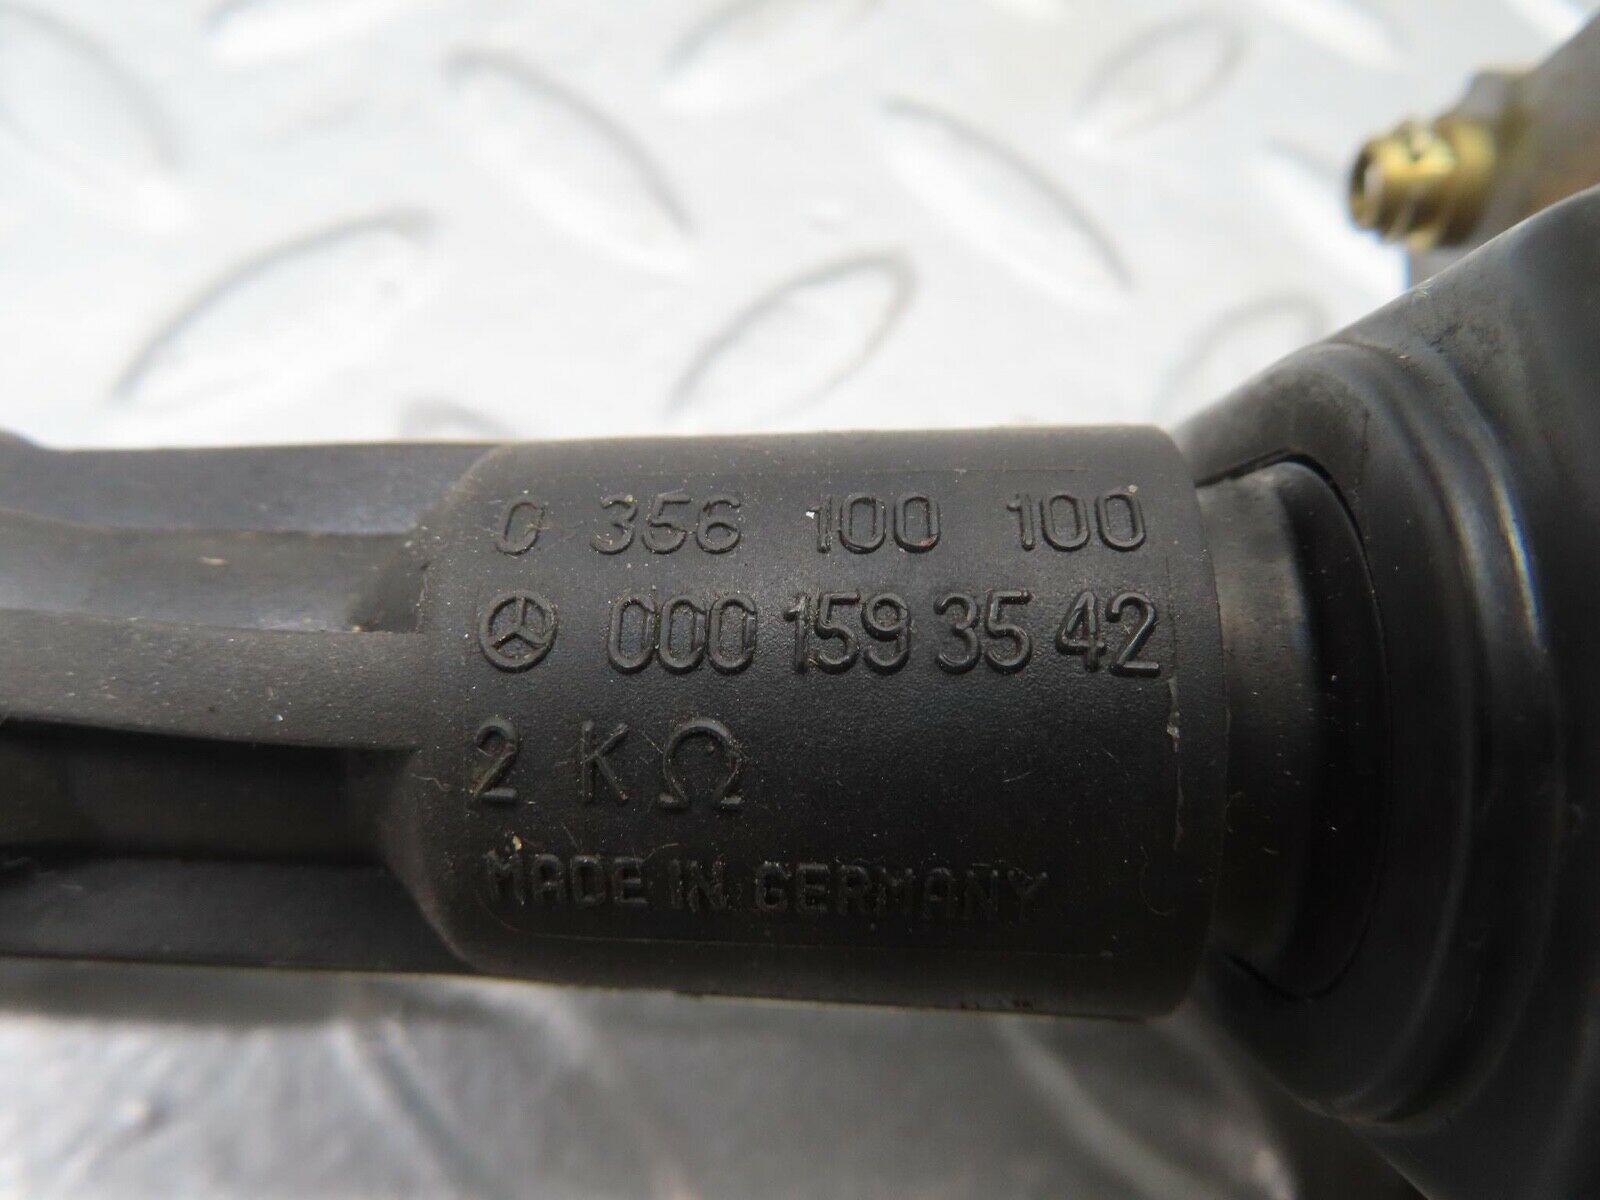 0 356 100 100
000 159 35 42
2 KΩ
MADE IN GERMANY